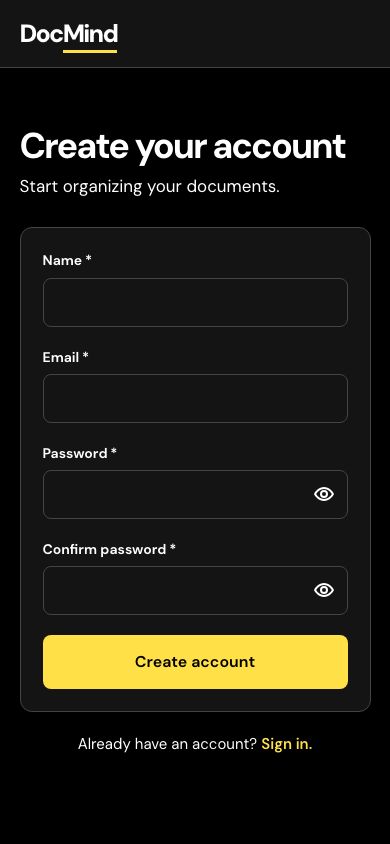 DocMind
Create your account
Start organizing your documents.
Name *
Email *
Password *
Confirm password *
Create account
Already have an account? Sign in.